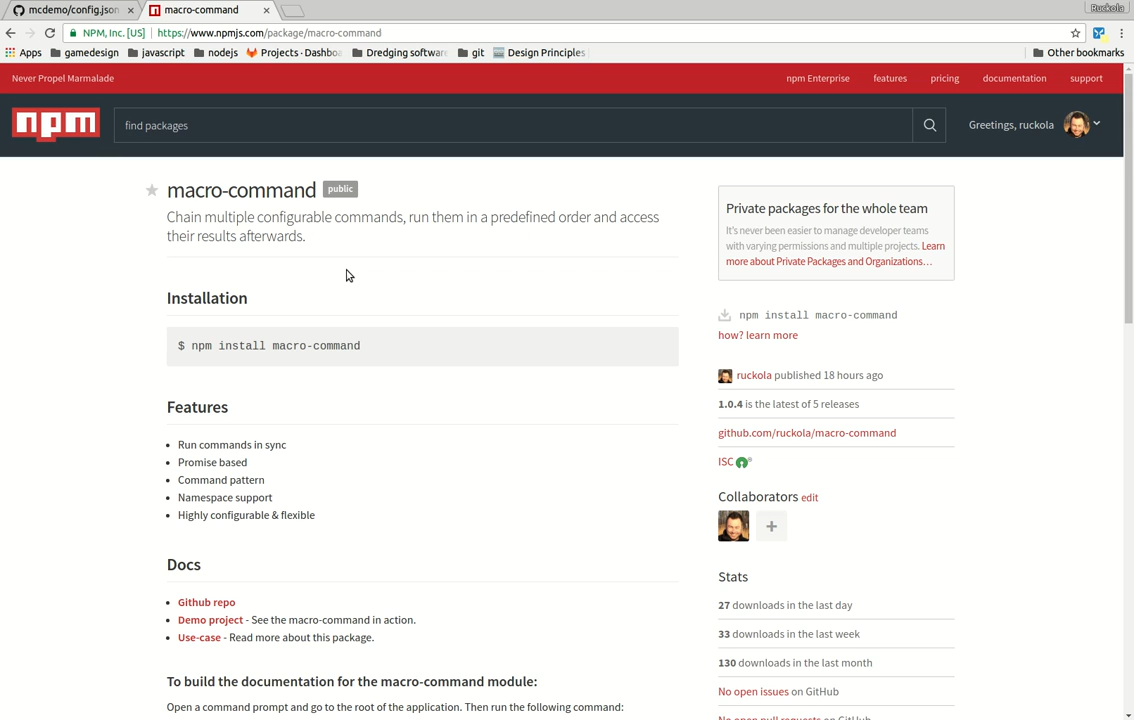 mcdemo/config.json
macro-command
Ruckola
NPM, Inc. [US]
https://www.npmjs.com/package/macro-command
Apps
gamedesign
javascript
nodejs
Projects · Dashbo
Dredging software
git
Design Principles
Other bookmarks
Never Propel Marmalade
npm Enterprise
features
pricing
documentation
support
npm
find packages
Greetings, ruckola
macro-command public
Chain multiple configurable commands, run them in a predefined order and access
their results afterwards.
Installation
$ npm install macro-command
Features
Run commands in sync
Promise based
Command pattern
Namespace support
Highly configurable & flexible
Docs
Github repo
Demo project - See the macro-command in action.
Use-case - Read more about this package.
To build the documentation for the macro-command module:
Open a command prompt and go to the root of the application. Then run the following command:
Private packages for the whole team
It's never been easier to manage developer teams
with varying permissions and multiple projects. Learn
more about Private Packages and Organizations…
npm install macro-command
how? learn more
ruckola published 18 hours ago
1.0.4 is the latest of 5 releases
github.com/ruckola/macro-command
ISC
Collaborators edit
Stats
27 downloads in the last day
33 downloads in the last week
130 downloads in the last month
No open issues on GitHub
No open pull requests on GitHub